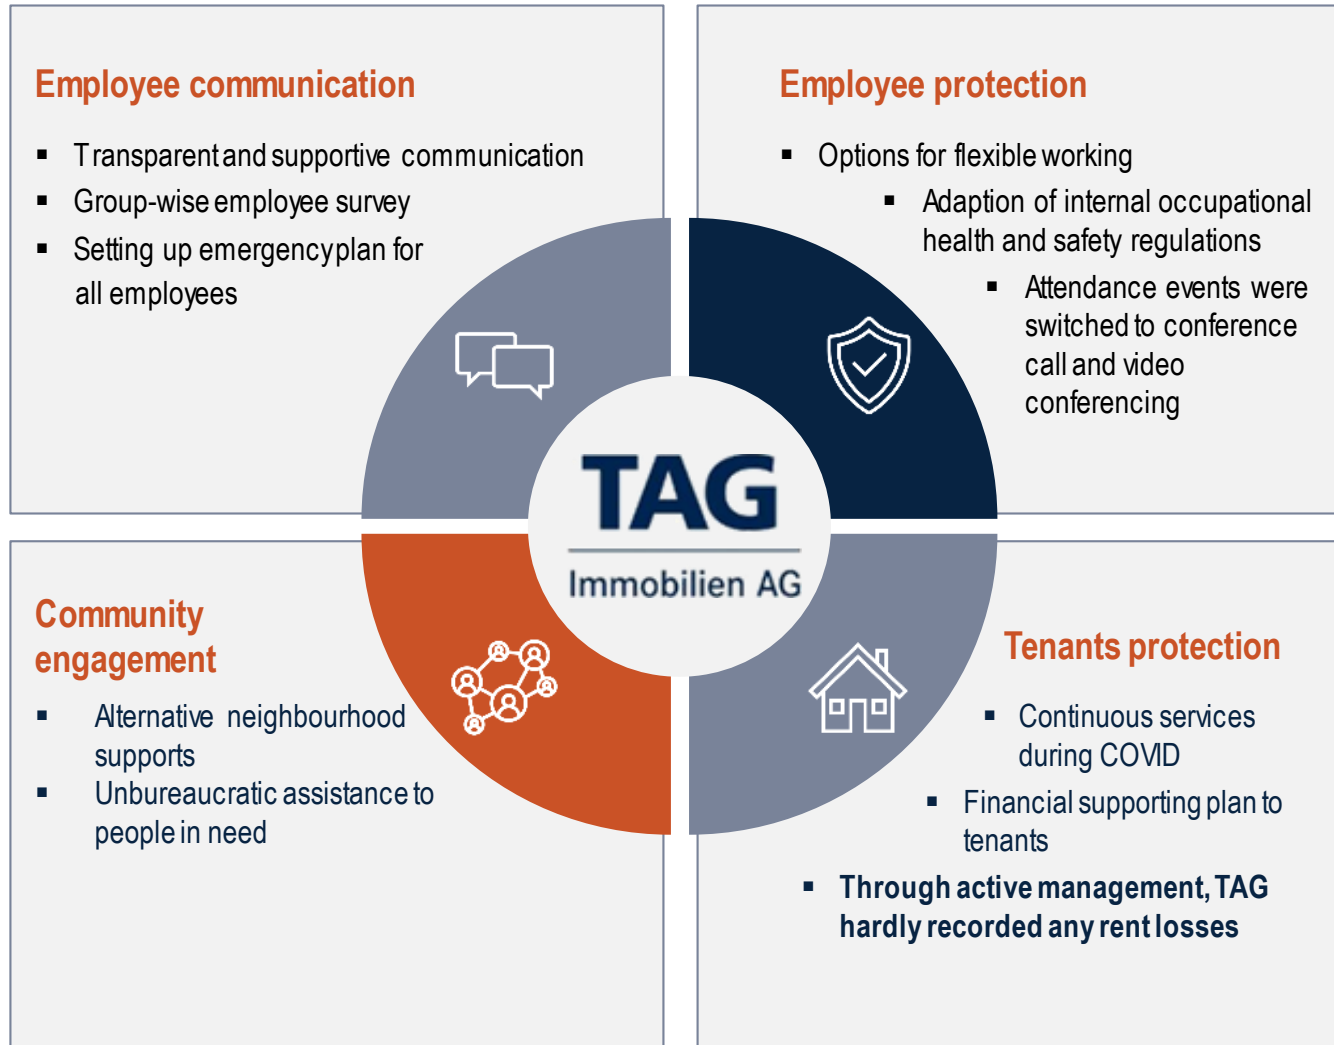 Employee communication
▪ Transparent and supportive communication
▪ Group-wise employee survey
▪ Setting up emergency plan for
all employees
Employee protection
▪ Options for flexible working
▪ Adaption of internal occupational
health and safety regulations
▪ Attendance events were
switched to conference
call and video
conferencing
TAG
Immobilien AG
Community
engagement
▪ Alternative neighbourhood
supports
▪ Unbureaucratic assistance to
people in need
Tenants protection
▪ Continuous services
during COVID
▪ Financial supporting plan to
tenants
▪ Through active management, TAG
hardly recorded any rent losses